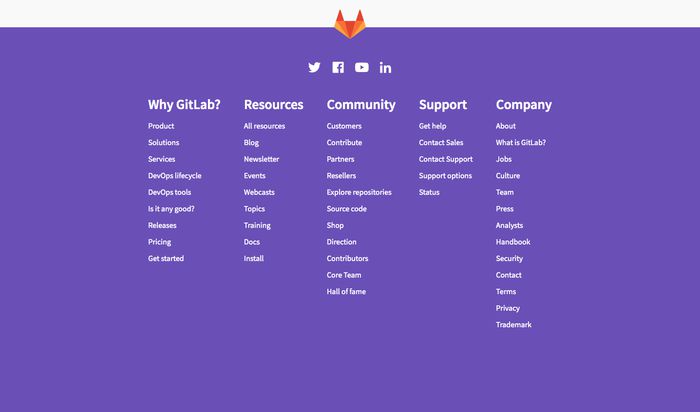 Why GitLab?
Product
Solutions
Services
DevOps lifecycle
DevOps tools
Is it any good?
Releases
Pricing
Get started
Resources
All resources
Blog
Newsletter
Events
Webcasts
Topics
Training
Docs
Install
Community
Customers
Contribute
Partners
Resellers
Explore repositories
Source code
Shop
Direction
Contributors
Core Team
Hall of fame
Support
Get help
Contact Sales
Contact Support
Support options
Status
Company
About
What is GitLab?
Jobs
Culture
Team
Press
Analysts
Handbook
Security
Contact
Terms
Privacy
Trademark